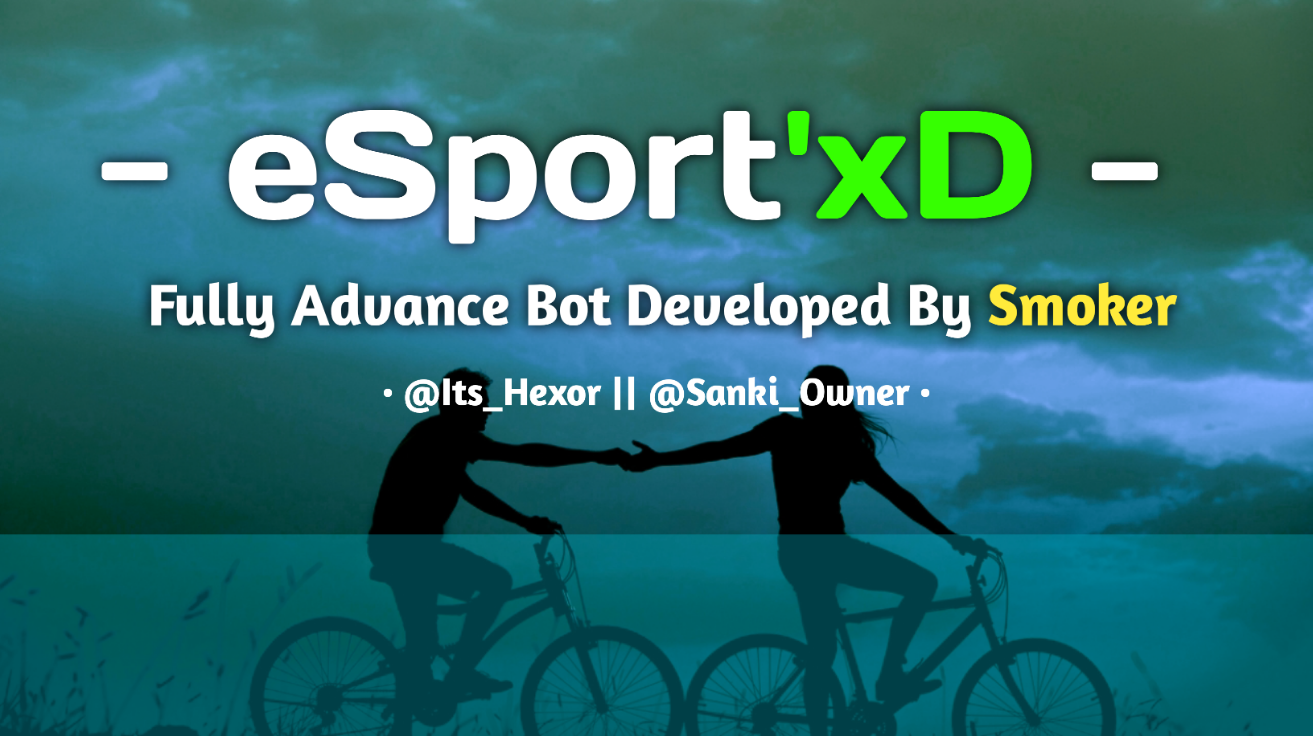 - eSport'xD -
Fully Advance Bot Developed By Smoker
· @Its_Hexor || @Sanki_Owner ·